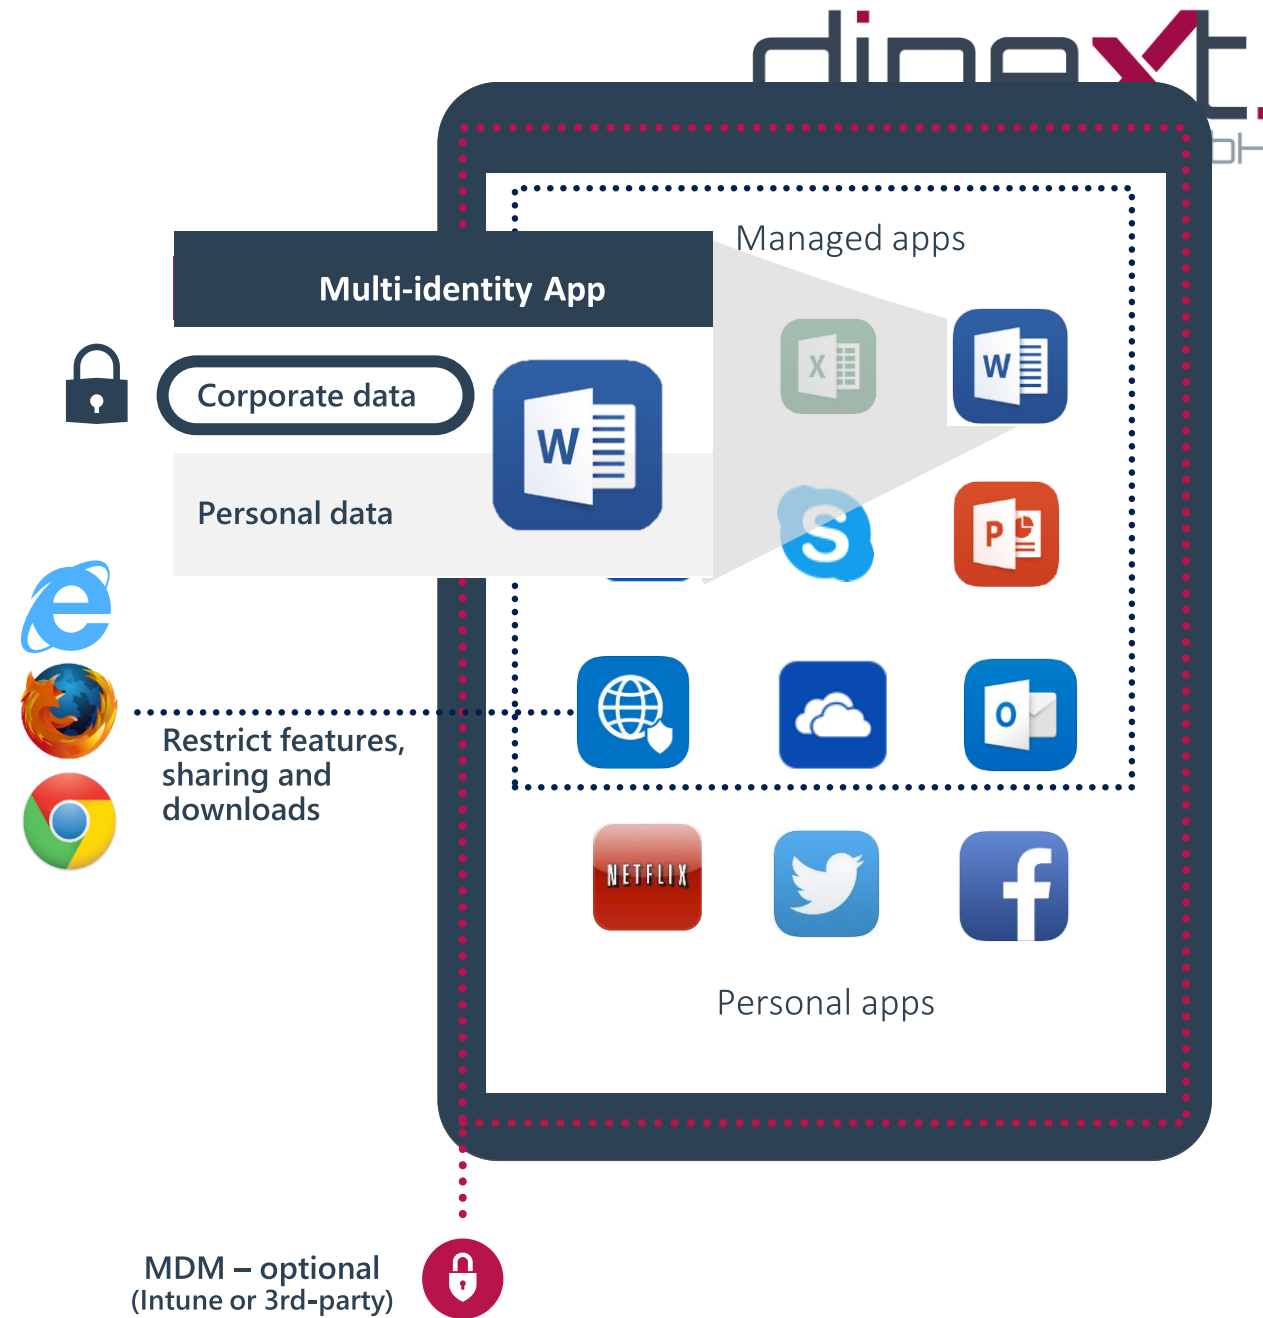 dinext.
Managed apps
Multi-identity App
X
W
Corporate data
W
Personal data
S
P
Restrict features,
sharing and
downloads
O
NETFLIX
f
Personal apps
MDM – optional
(Intune or 3rd-party)